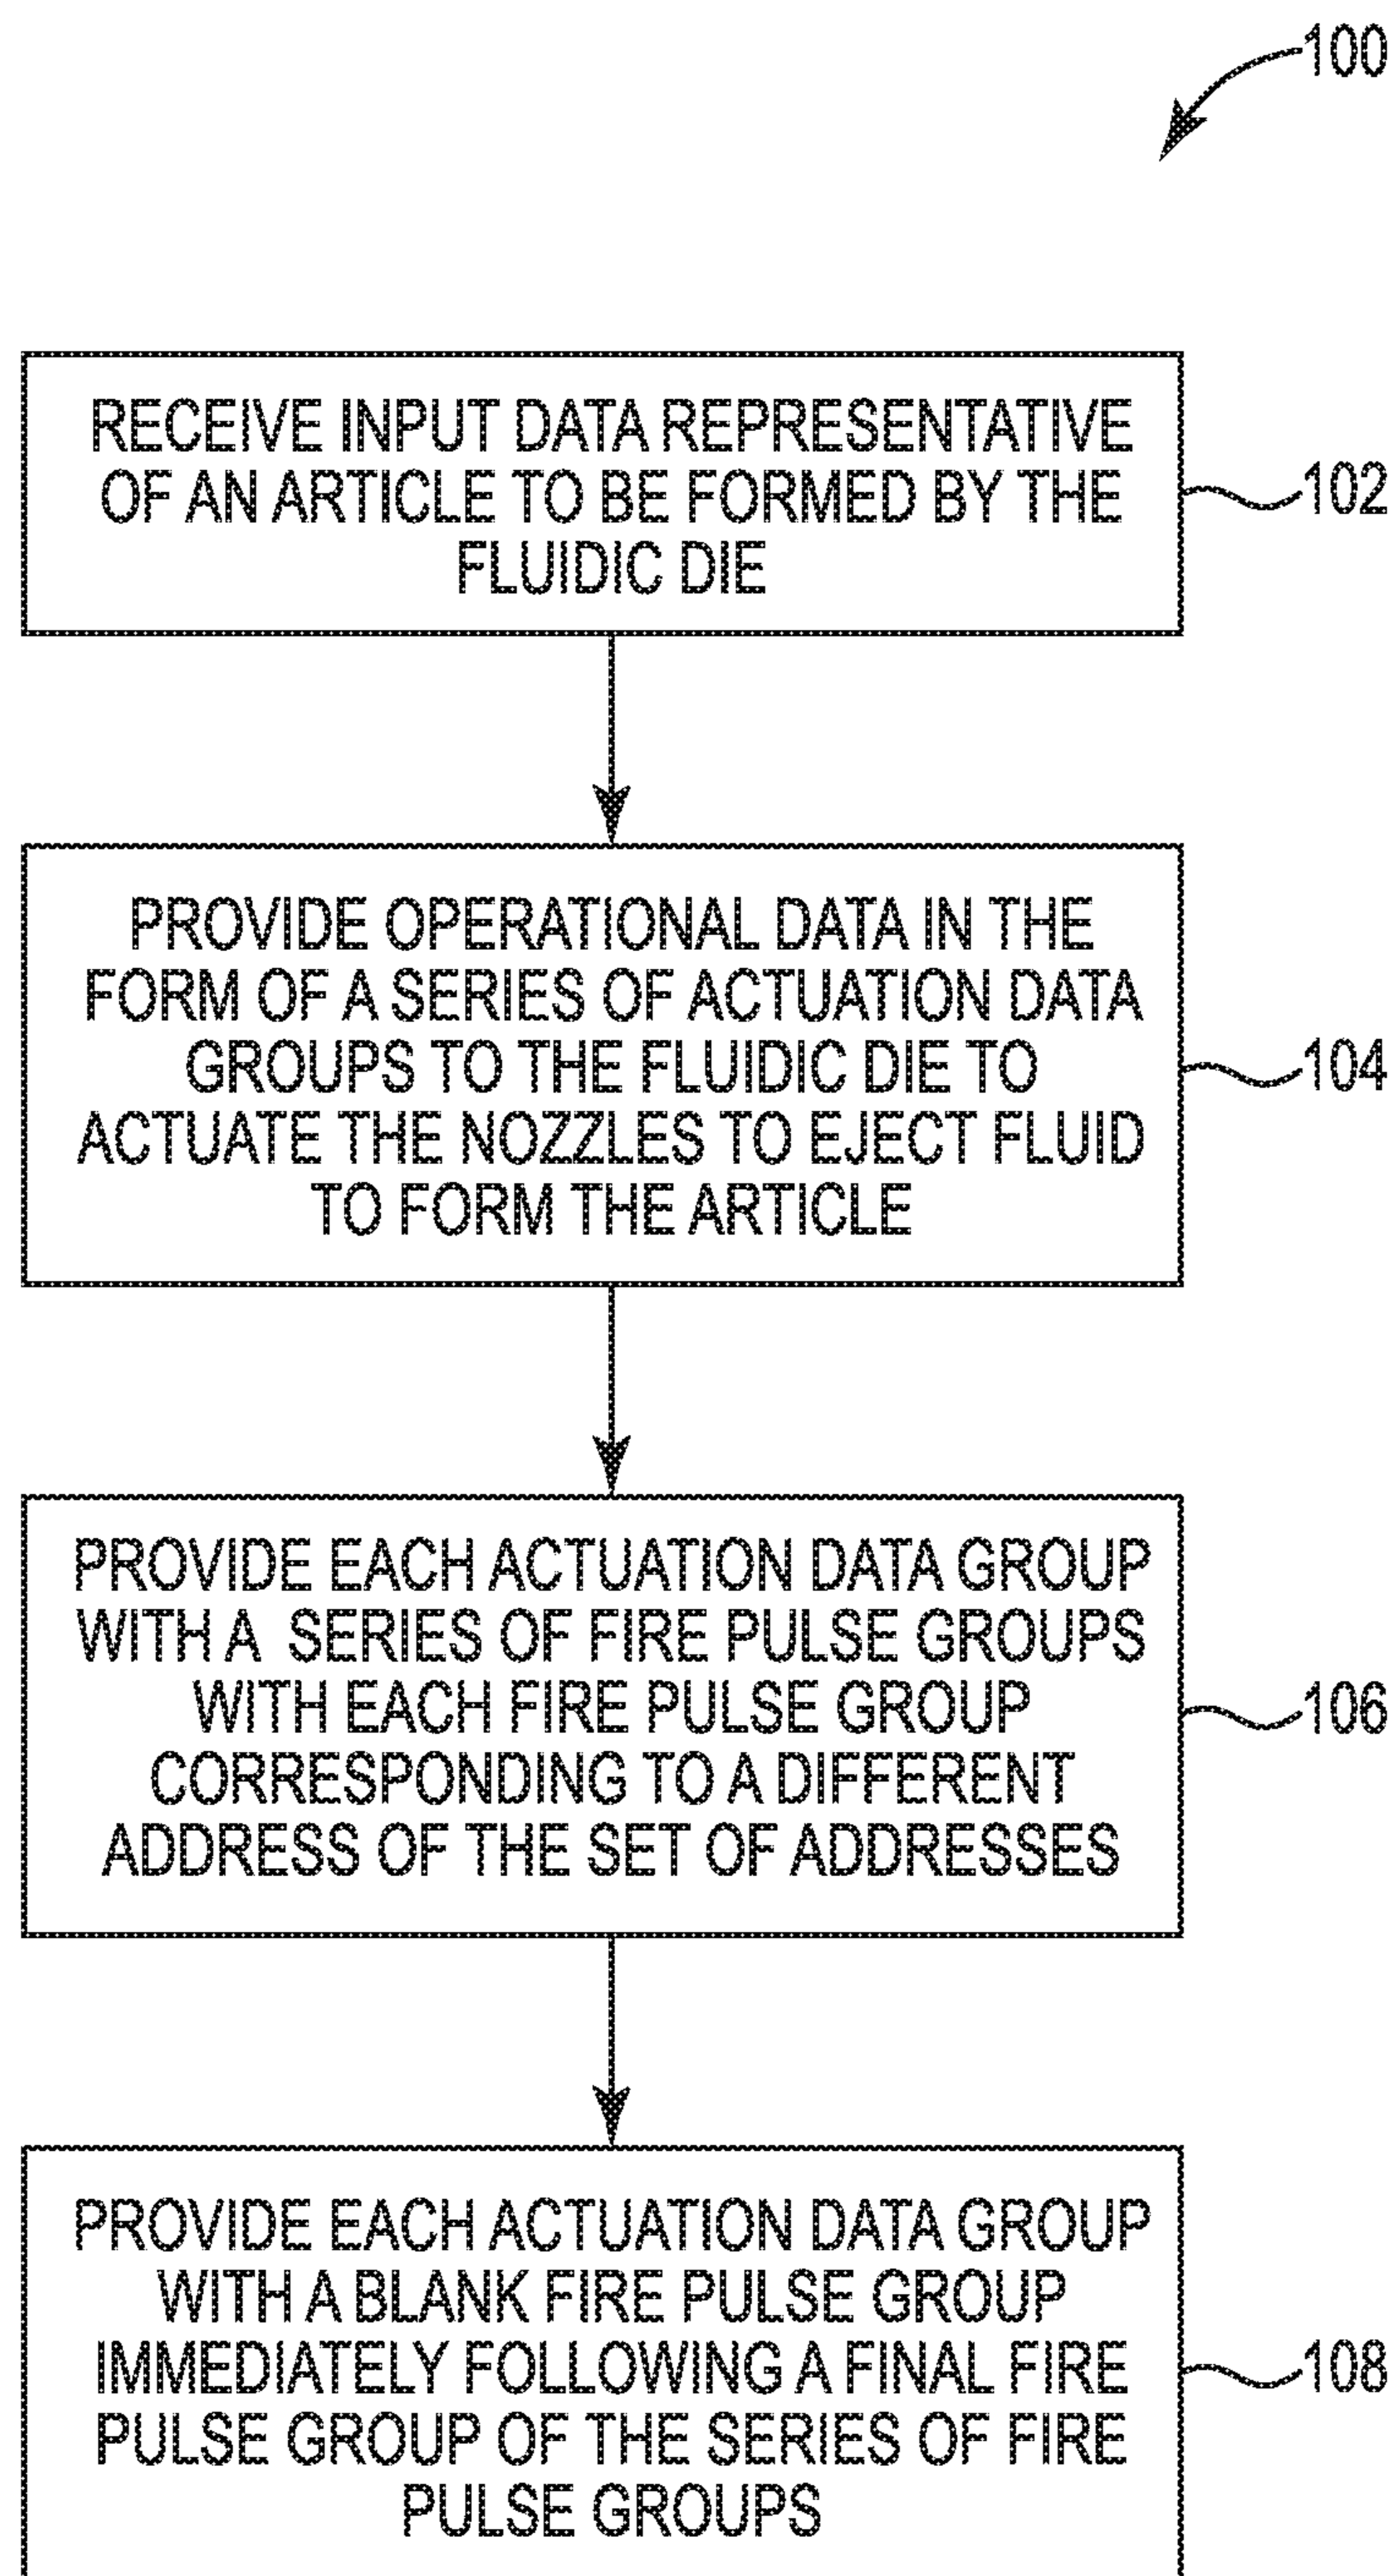 100
RECEIVE INPUT DATA REPRESENTATIVE
OF AN ARTICLE TO BE FORMED BY THE
FLUIDIC DIE
102
PROVIDE OPERATIONAL DATA IN THE
FORM OF A SERIES OF ACTUATION DATA
GROUPS TO THE FLUIDIC DIE TO
ACTUATE THE NOZZLES TO EJECT FLUID
TO FORM THE ARTICLE
104
PROVIDE EACH ACTUATION DATA GROUP
WITH A SERIES OF FIRE PULSE GROUPS
WITH EACH FIRE PULSE GROUP
CORRESPONDING TO A DIFFERENT
ADDRESS OF THE SET OF ADDRESSES
106
PROVIDE EACH ACTUATION DATA GROUP
WITH A BLANK FIRE PULSE GROUP
IMMEDIATELY FOLLOWING A FINAL FIRE
PULSE GROUP OF THE SERIES OF FIRE
PULSE GROUPS
108